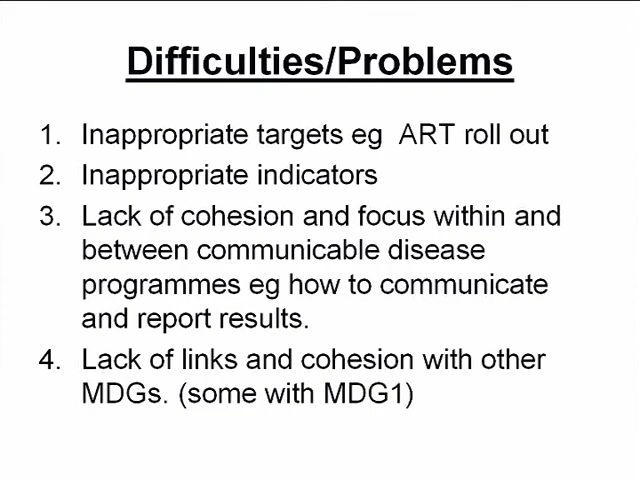 Difficulties/Problems
1. Inappropriate targets eg ART roll out
2. Inappropriate indicators
3. Lack of cohesion and focus within and
between communicable disease
programmes eg how to communicate
and report results.
4. Lack of links and cohesion with other
MDGs. (some with MDG1)